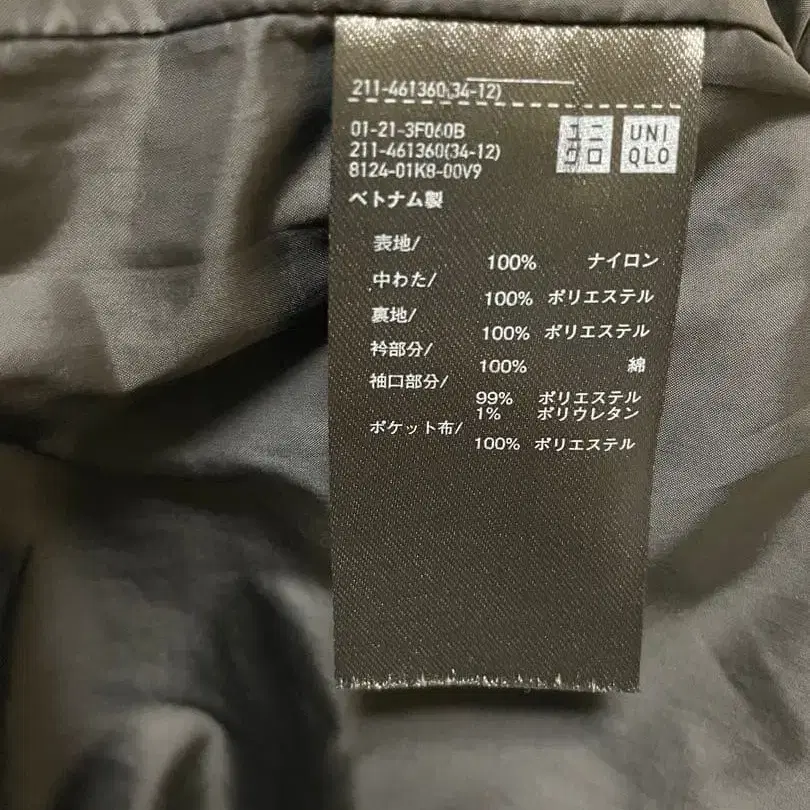 211-461360(34-12)
01-21-3F060B
211-461360(34-12)
8124-01K8-00V9
ユニ
クロ
UNI
QLO
ベトナム製
表地/
100% ナイロン
中わた/
100% ポリエステル
裏地/
100% ポリエステル
衿部分/
100% 綿
袖口部分/
99% ポリエステル
1% ポリウレタン
ポケット布/
100% ポリエステル